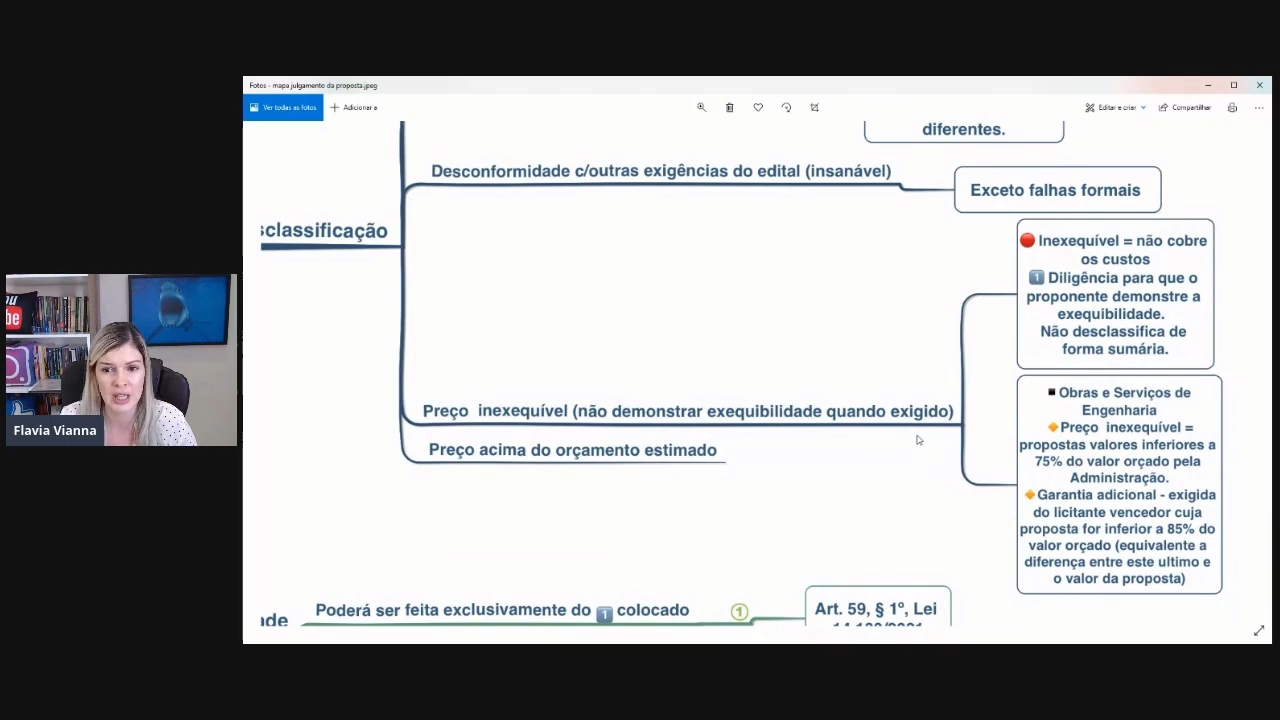 Fotos - mapa julgamento da proposta.jpeg
Ver todas as fotos
Adicionar a
Editar e criar
Compartilhar
diferentes.
Desconformidade c/outras exigências do edital (insanável)
Exceto falhas formais
sclassificação
Inexequível = não cobre
os custos
1 Diligência para que o
proponente demonstre a
exequibilidade.
Não desclassifica de
forma sumária.
Preço inexequível (não demonstrar exequibilidade quando exigido)
Preço acima do orçamento estimado
Obras e Serviços de
Engenharia
Preço inexequível =
propostas valores inferiores a
75% do valor orçado pela
Administração.
Garantia adicional - exigida
do licitante vencedor cuja
proposta for inferior a 85% do
valor orçado (equivalente a
diferença entre este ultimo e
o valor da proposta)
Poderá ser feita exclusivamente do 1 colocado
1
Art. 59, § 1º, Lei
Flavia Vianna